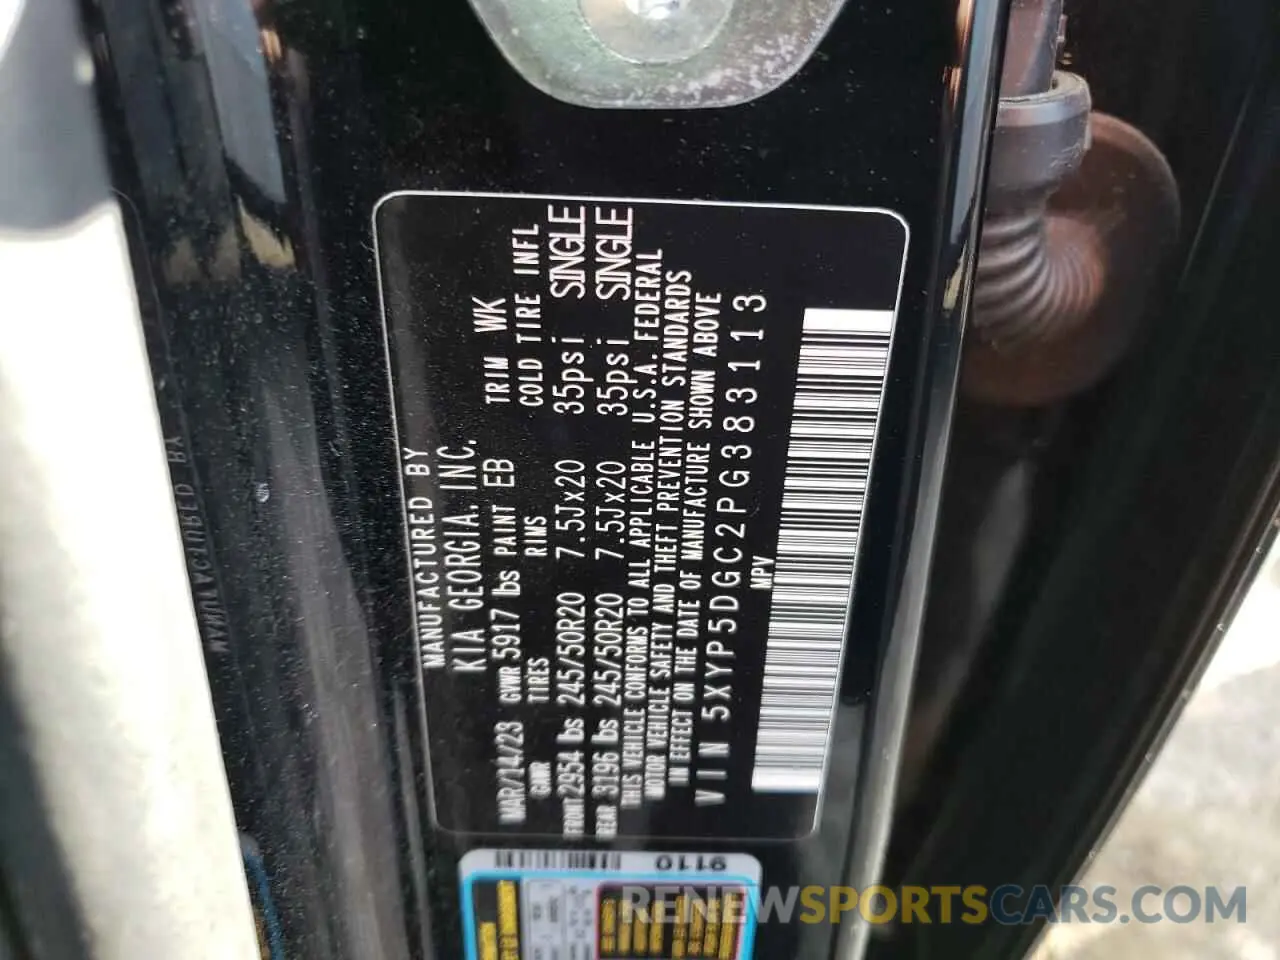 MANUFACTURED BY
KIA GEORGIA. INC.
MAR/14/23 GVWR 5917 lbs PAINT EB TRIM WK
GAWR TIRES RIMS COLD TIRE INFL
FRONT 2954 lbs 245/50R20 7.5Jx20 35psi SINGLE
REAR 3196 lbs 245/50R20 7.5Jx20 35psi SINGLE
THIS VEHICLE CONFORMS TO ALL APPLICABLE U.S.A. FEDERAL
MOTOR VEHICLE SAFETY AND THEFT PREVENTION STANDARDS
IN EFFECT ON THE DATE OF MANUFACTURE SHOWN ABOVE
VIN 5XYP5DGC2PG383113
MPV
9110
RENEWSPORTSCARS.COM